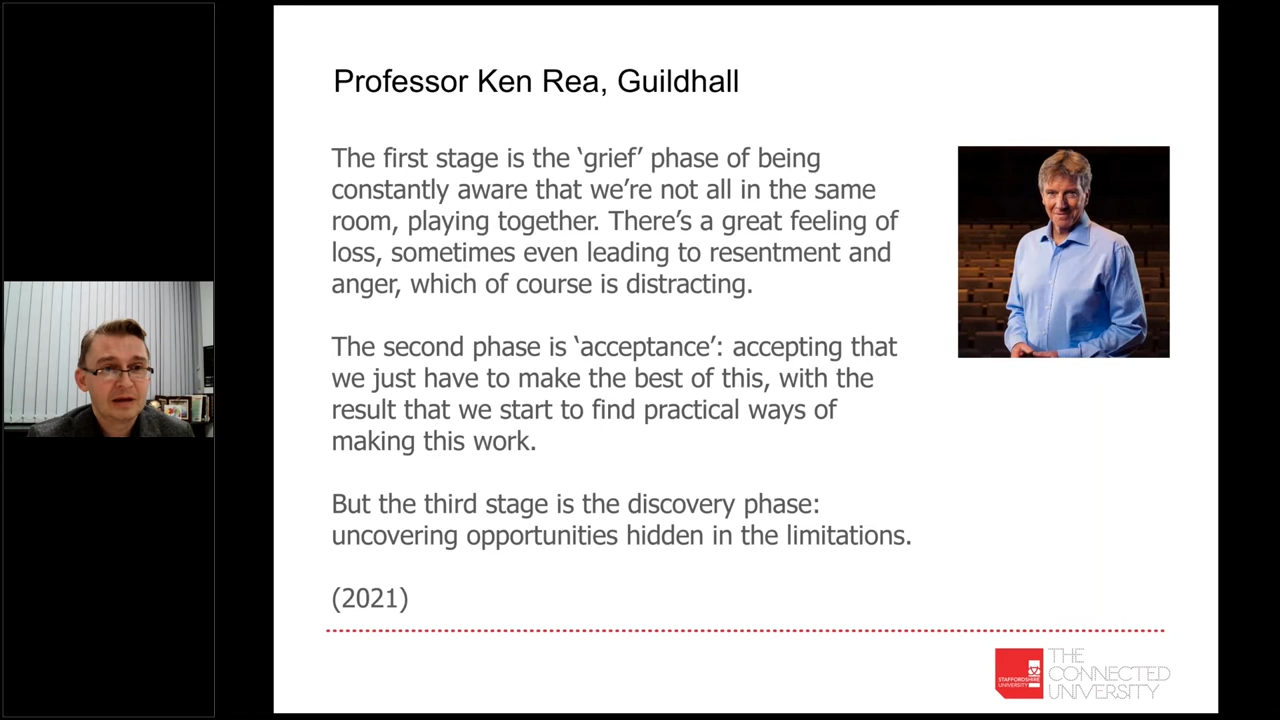 Professor Ken Rea, Guildhall
The first stage is the ‘grief’ phase of being
constantly aware that we’re not all in the same
room, playing together. There’s a great feeling of
loss, sometimes even leading to resentment and
anger, which of course is distracting.
The second phase is ‘acceptance’: accepting that
we just have to make the best of this, with the
result that we start to find practical ways of
making this work.
But the third stage is the discovery phase:
uncovering opportunities hidden in the limitations.
(2021)
STAFFORDSHIRE
UNIVERSITY
THE
CONNECTED
UNIVERSITY